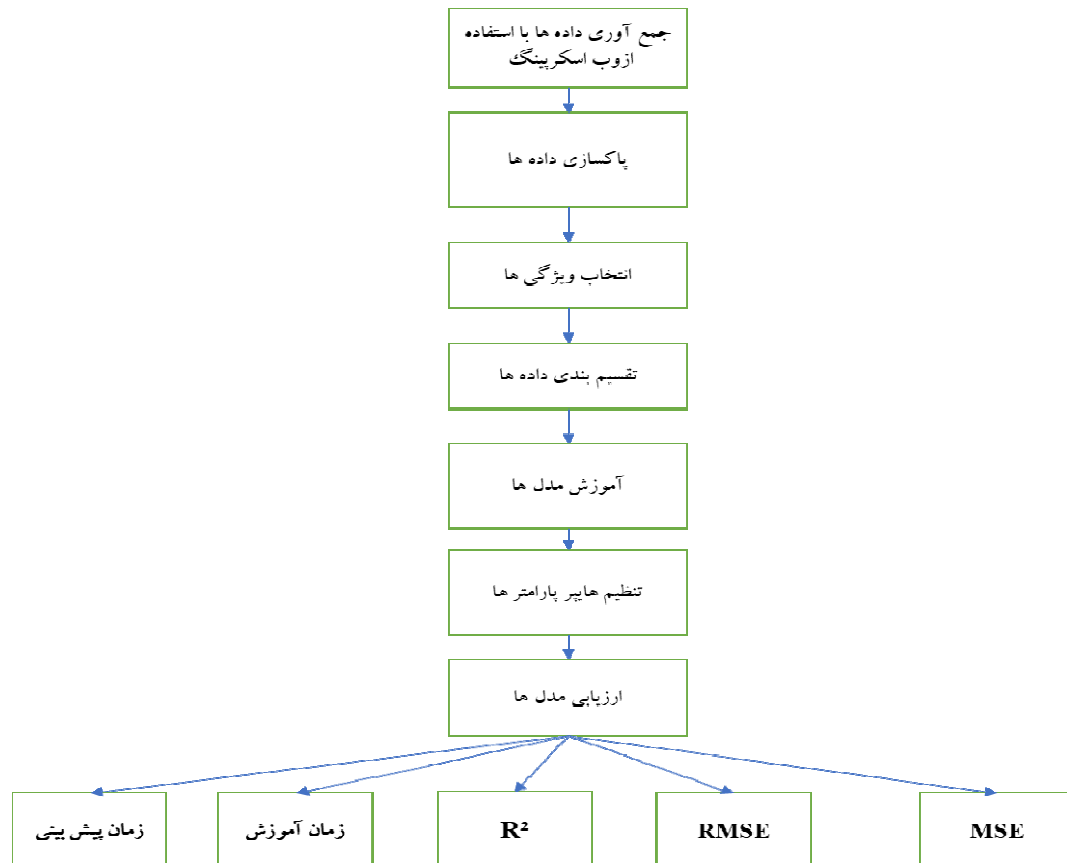 جمع آوری داده ها با استفاده
ازوب اسکرپینگ
پاکسازی داده ها
انتخاب ویژگی ها
تقسیم بندی داده ها
آموزش مدل ها
تنظیم هایپر پارامتر ها
ارزیابی مدل ها
MSE
RMSE
R²
زمان آموزش
زمان پیش بینی